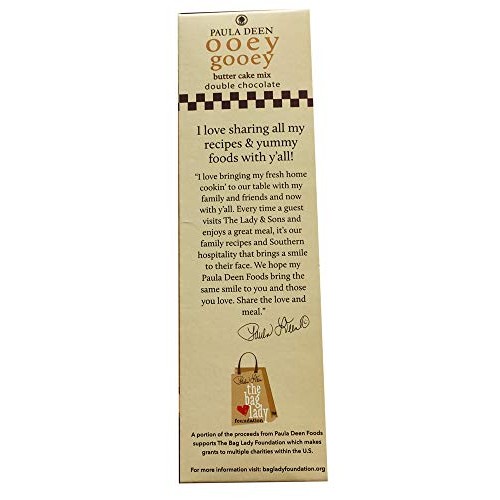 PAULA DEEN
ooey
gooey
butter cake mix
double chocolate
I love sharing all my
recipes & yummy
foods with y'all!
"I love bringing my fresh home
cookin' to our table with my
family and friends and now
with y'all. Every time a guest
visits The Lady & Sons and
enjoys a great meal, it's our
family recipes and Southern
hospitality that brings a smile
to their face. We hope my
Paula Deen Foods bring the
same smile to you and those
you love. Share the love and
meal."
Paula Deen©
Paula Deen
the
bag
lady
foundation
A portion of the proceeds from Paula Deen Foods
supports The Bag Lady Foundation which makes
grants to multiple charities within the U.S.
For more information visit: bagladyfoundation.org